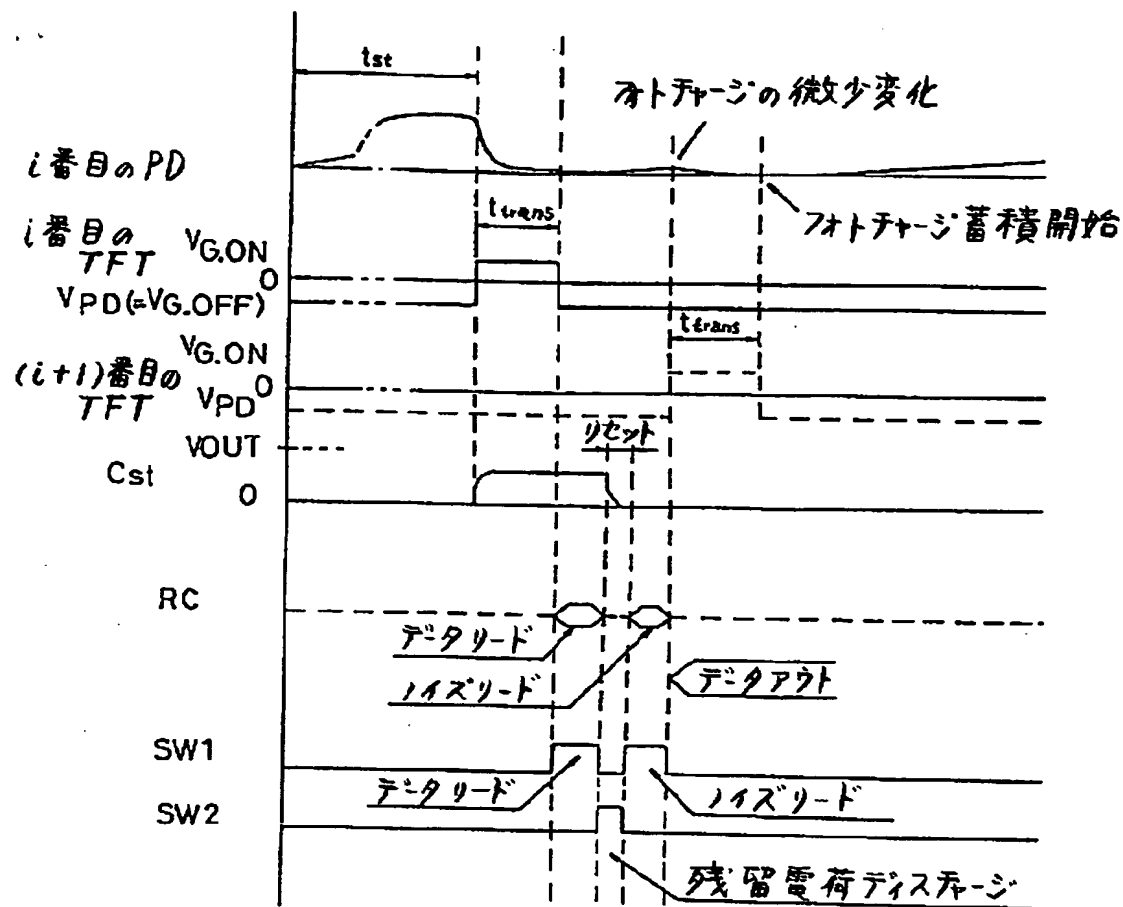 tst
フォトチャージの微少変化
i番目のPD
ttrans
フォトチャージ蓄積開始
i番目の
TFT
VG.ON
0
VPD(=VG.OFF)
ttrans
VG.ON
(i+1)番目の
TFT
0
VPD
リセット
VOUT
Cst
0
RC
データリード
ノイズリード
データアウト
SW1
データリード
ノイズリード
SW2
残留電荷ディスチャージ